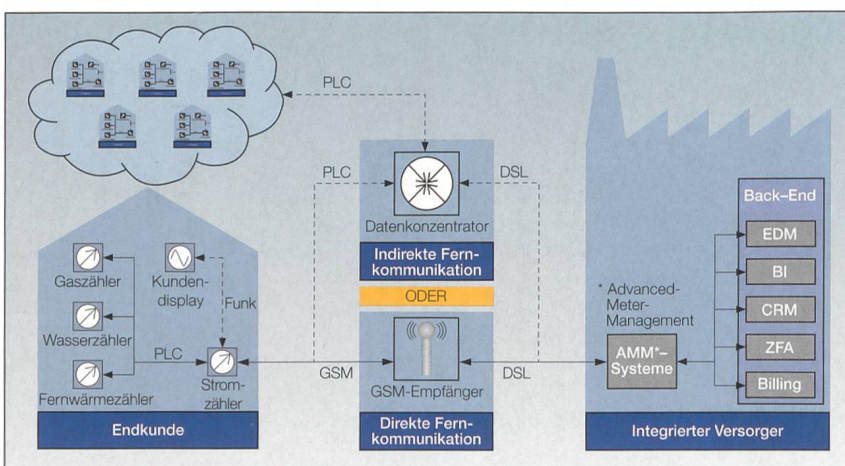 PLC
PLC
DSL
Datenkonzentrator
Indirekte Fern-
kommunikation
ODER
GSM-Empfänger
GSM
DSL
Direkte Fern-
kommunikation
Gaszähler
Kunden-
display
Funk
Wasserzähler
PLC
Fernwärmezähler
Strom-
zähler
Endkunde
* Advanced-
Meter-
Management
AMM*–
Systeme
Back–End
EDM
BI
CRM
ZFA
Billing
Integrierter Versorger